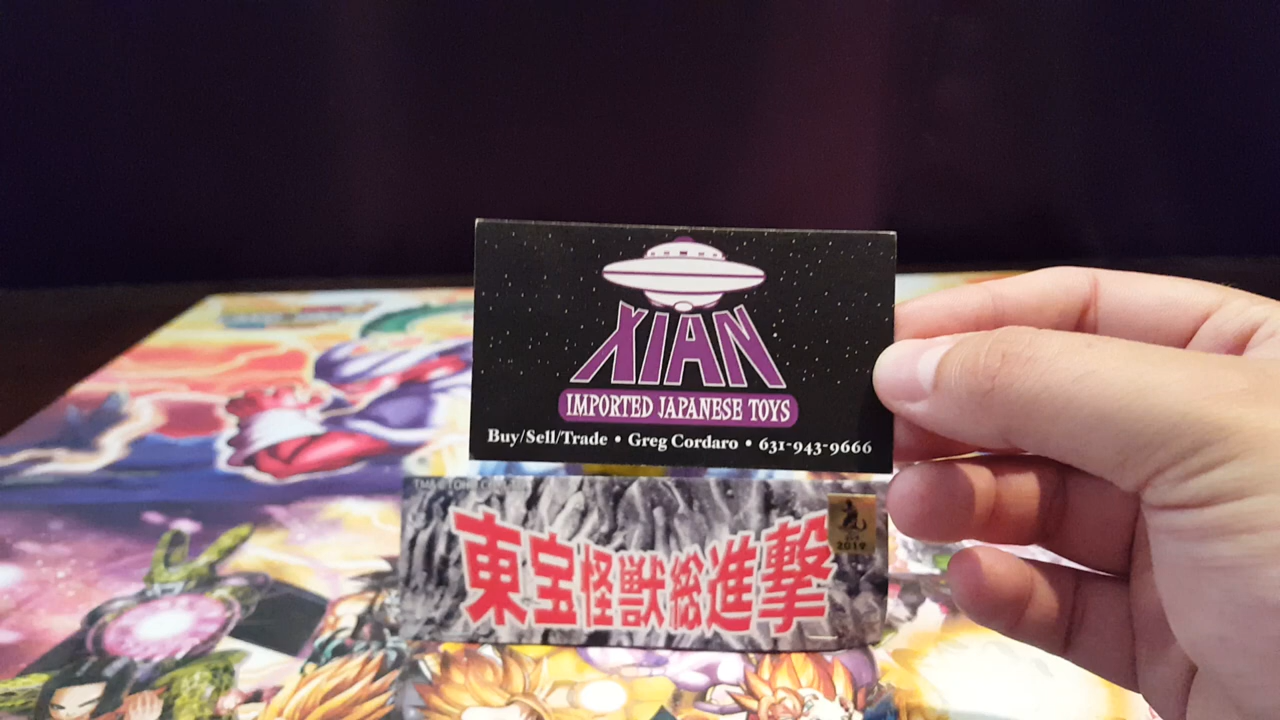 XIAN
IMPORTED JAPANESE TOYS
Buy/Sell/Trade • Greg Cordaro • 631-943-9666
東宝怪獣総進撃
2019